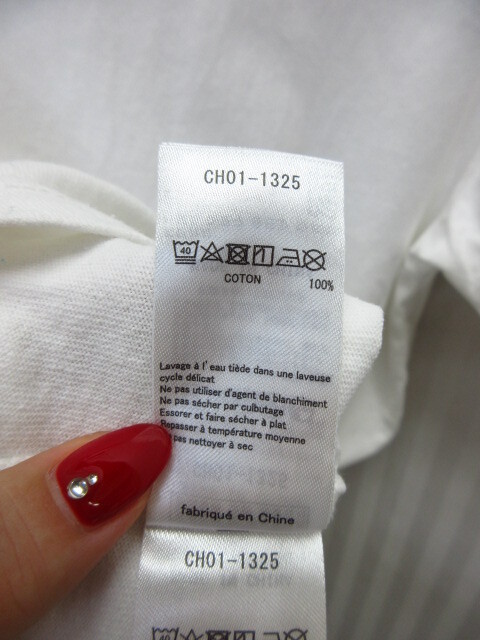 CH01-1325
40
COTON 100%
Lavage à l'eau tiède dans une laveuse
cycle délicat
Ne pas utiliser d'agent de blanchiment
Ne pas sécher par culbutage
Essorer et faire sécher à plat
Repasser à température moyenne
pas nettoyer à sec
fabriqué en Chine
CH01-1325